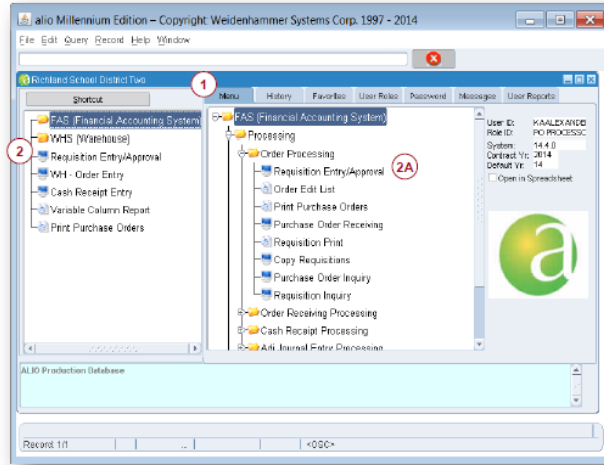 alio Millennium Edition – Copyright Weidenhammer Systems Corp. 1997 - 2014
File Edit Query Record Help Window
Richland School District Two
1
Menu History Favorites User Roles Password Messages User Reports
Shortcut
FAS (Financial Accounting System)
WHS (Warehouse)
2
Requisition Entry/Approval
WH - Order Entry
Cash Receipt Entry
Variable Column Report
Print Purchase Orders
FAS (Financial Accounting System)
Processing
Order Processing
Requisition Entry/Approval
2A
Order Edit List
Print Purchase Orders
Purchase Order Receiving
Requisition Print
Copy Requisitions
Purchase Order Inquiry
Requisition Inquiry
Order Receiving Processing
Cash Receipt Processing
Adj Journal Entry Processing
User ID: KAALEXANDE
Role ID: PO PROCESSO
System: 14.4.0
Contract Yr: 2014
Default Yr: 14
Open in Spreadsheet
a
ALIO Production Database
Record: 1/1 ... <OSC>